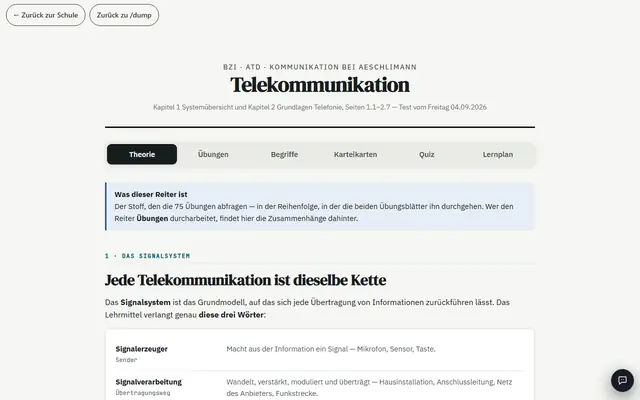 ← Zurück zur Schule
Zurück zu /dump
BZI · ATD · KOMMUNIKATION BEI AESCHLIMANN
Telekommunikation
Kapitel 1 Systemübersicht und Kapitel 2 Grundlagen Telefonie, Seiten 1.1–2.7 — Test vom Freitag 04.09.2026
Theorie
Übungen
Begriffe
Karteikarten
Quiz
Lernplan
Was dieser Reiter ist
Der Stoff, den die 75 Übungen abfragen — in der Reihenfolge, in der die beiden Übungsblätter ihn durchgehen. Wer den
Reiter Übungen durcharbeitet, findet hier die Zusammenhänge dahinter.
1 · DAS SIGNALSYSTEM
Jede Telekommunikation ist dieselbe Kette
Das Signalsystem ist das Grundmodell, auf das sich jede Übertragung von Informationen zurückführen lässt. Das
Lehrmittel verlangt genau diese drei Wörter:
Signalerzeuger
Sender
Macht aus der Information ein Signal — Mikrofon, Sensor, Taste.
Signalverarbeitung
Übertragungsweg
Wandelt, verstärkt, moduliert und überträgt — Hausinstallation, Anschlussleitung, Netz
des Anbieters, Funkstrecke.